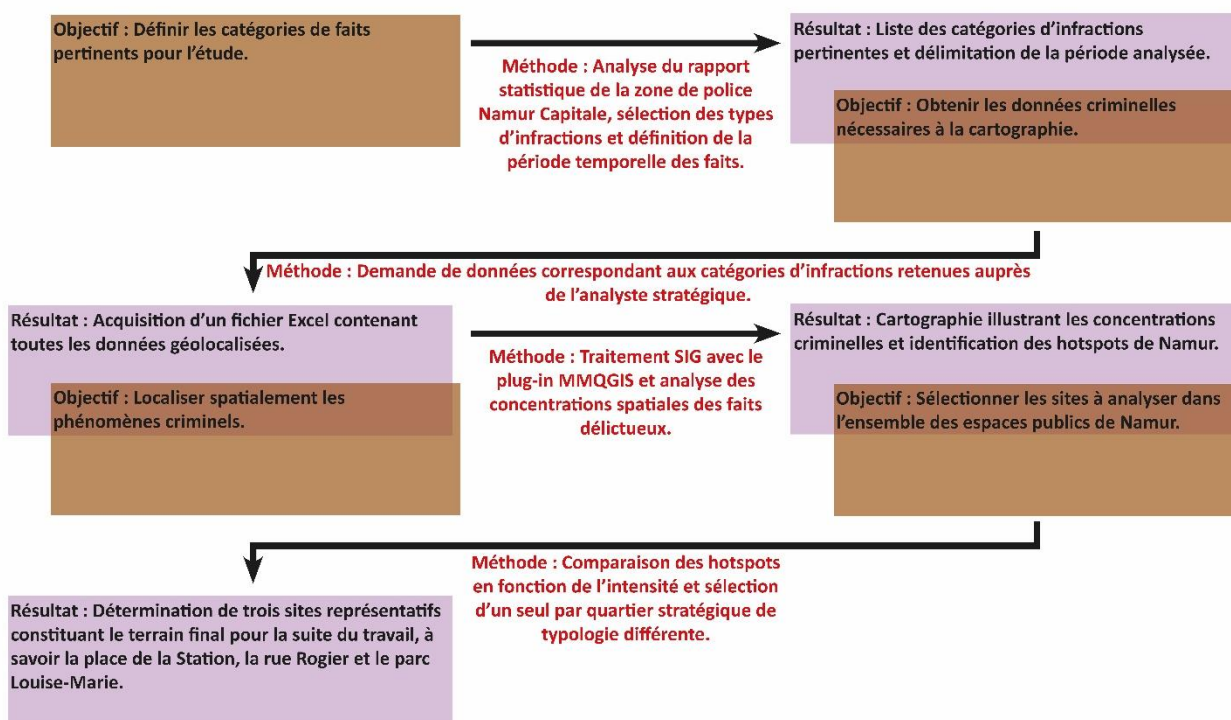 Objectif : Définir les catégories de faits
pertinents pour l’étude.
Méthode : Analyse du rapport
statistique de la zone de police
Namur Capitale, sélection des types
d’infractions et définition de la
période temporelle des faits.
Résultat : Liste des catégories d’infractions
pertinentes et délimitation de la période analysée.
Objectif : Obtenir les données criminelles
nécessaires à la cartographie.
Méthode : Demande de données correspondant aux catégories d’infractions retenues auprès
de l’analyste stratégique.
Résultat : Acquisition d’un fichier Excel contenant
toutes les données géolocalisées.
Objectif : Localiser spatialement les
phénomènes criminels.
Méthode : Traitement SIG avec le
plug-in MMQGIS et analyse des
concentrations spatiales des faits
délictueux.
Résultat : Cartographie illustrant les concentrations
criminelles et identification des hotspots de Namur.
Objectif : Sélectionner les sites à analyser dans
l’ensemble des espaces publics de Namur.
Méthode : Comparaison des hotspots
en fonction de l’intensité et sélection
d’un seul par quartier stratégique de
typologie différente.
Résultat : Détermination de trois sites représentatifs
constituant le terrain final pour la suite du travail, à
savoir la place de la Station, la rue Rogier et le parc
Louise-Marie.